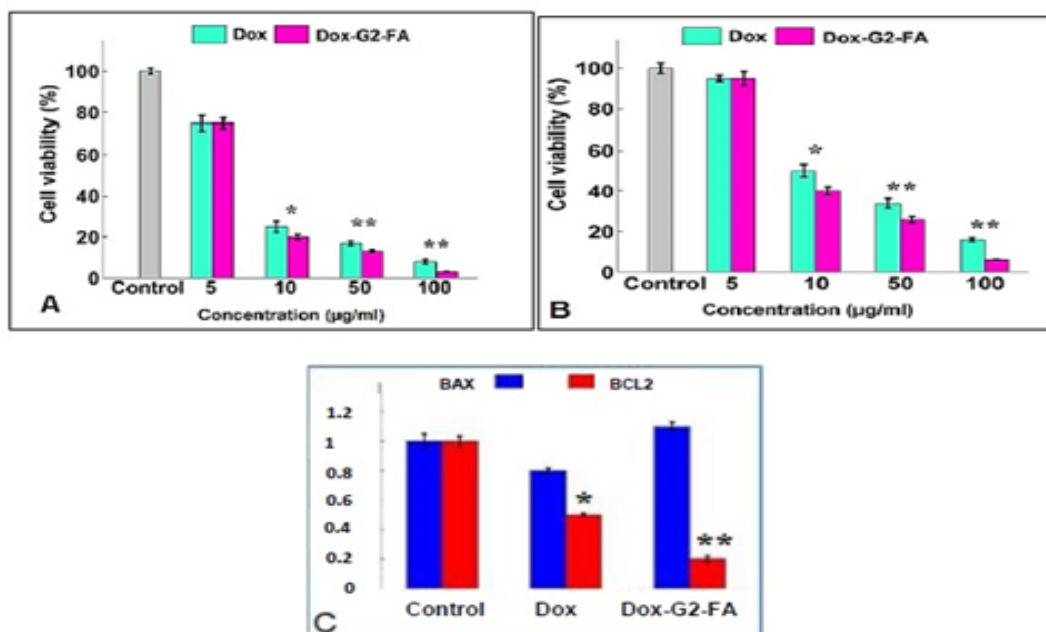 Dox Dox-G2-FA
Cell viability (%)
100
80
60
40
20
0
*
**
**
Control 5 10 50 100
A
Concentration (µg/ml)
Dox Dox-G2-FA
Cell viability (%)
100
80
60
40
20
0
*
**
**
Control 5 10 50 100
B
Concentration (µg/ml)
BAX BCL2
1.2
1
0.8
0.6
0.4
0.2
0
*
**
Control Dox Dox-G2-FA
C